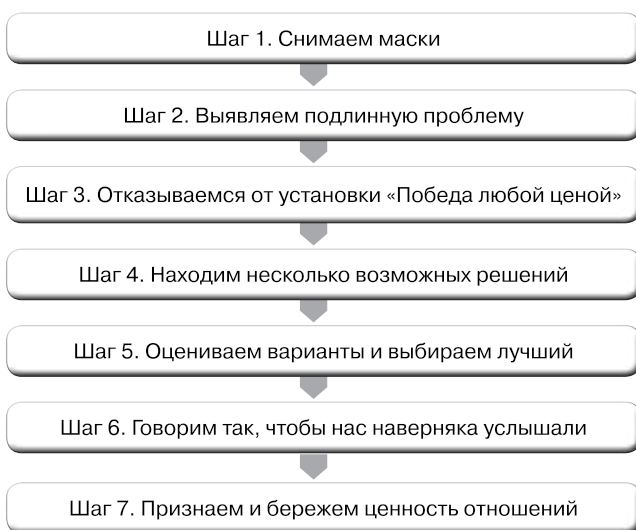 Шаг 1. Снимаем маски
Шаг 2. Выявляем подлинную проблему
Шаг 3. Отказываемся от установки «Победа любой ценой»
Шаг 4. Находим несколько возможных решений
Шаг 5. Оцениваем варианты и выбираем лучший
Шаг 6. Говорим так, чтобы нас наверняка услышали
Шаг 7. Признаем и бережем ценность отношений